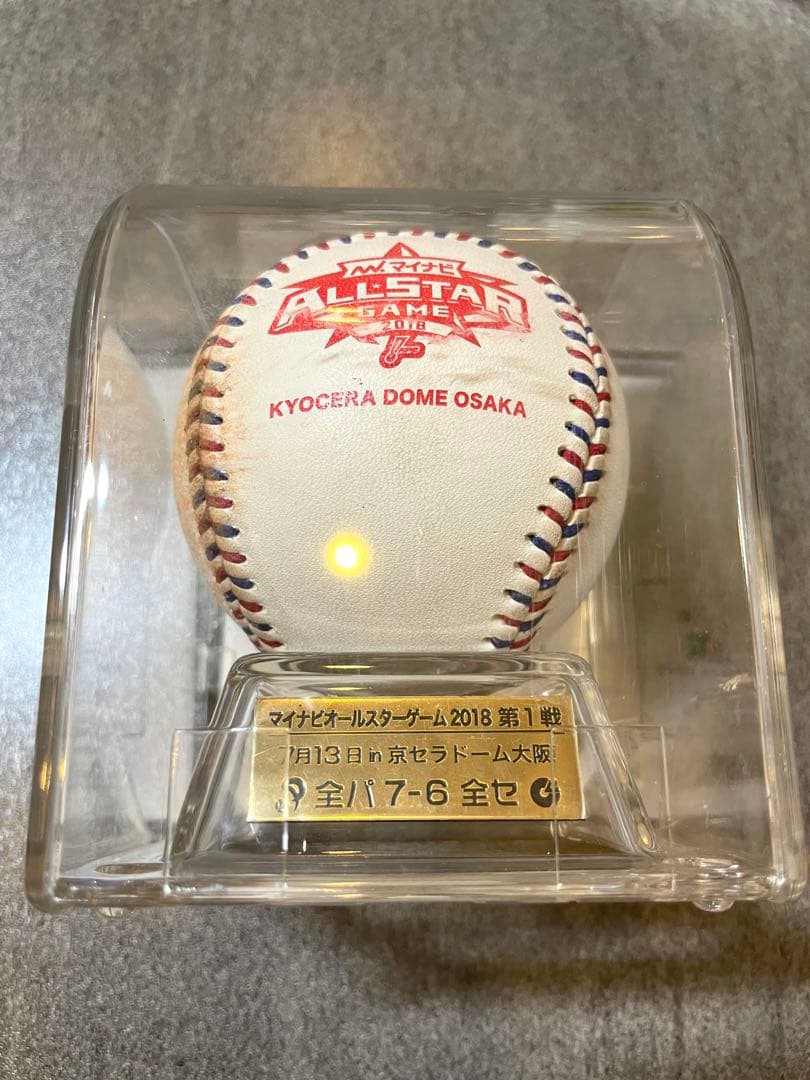 マイナビ
ALL-STAR
GAME
2018
KYOCERA DOME OSAKA
マイナビオールスターゲーム2018 第1戦
7月13日 in 京セラドーム大阪
全パ 7-6 全セ